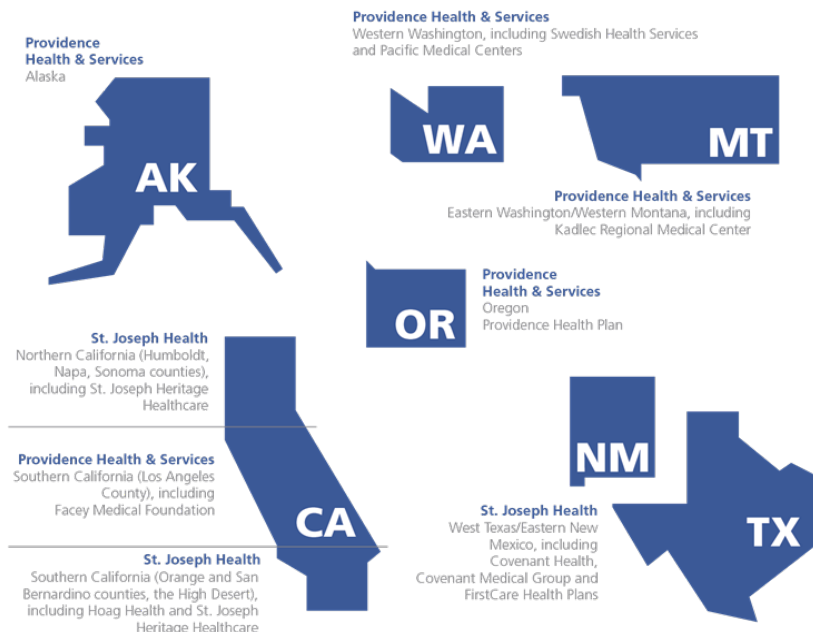 Providence
Health & Services
Alaska
AK
Providence Health & Services
Western Washington, including Swedish Health Services
and Pacific Medical Centers
WA
MT
Providence Health & Services
Eastern Washington/Western Montana, including
Kadlec Regional Medical Center
OR
Providence
Health & Services
Oregon
Providence Health Plan
St. Joseph Health
Northern California (Humboldt,
Napa, Sonoma counties),
including St. Joseph Heritage
Healthcare
Providence Health & Services
Southern California (Los Angeles
County), including
Facey Medical Foundation
CA
St. Joseph Health
Southern California (Orange and San
Bernardino counties, the High Desert),
including Hoag Health and St. Joseph
Heritage Healthcare
NM
TX
St. Joseph Health
West Texas/Eastern New
Mexico, including
Covenant Health,
Covenant Medical Group and
FirstCare Health Plans